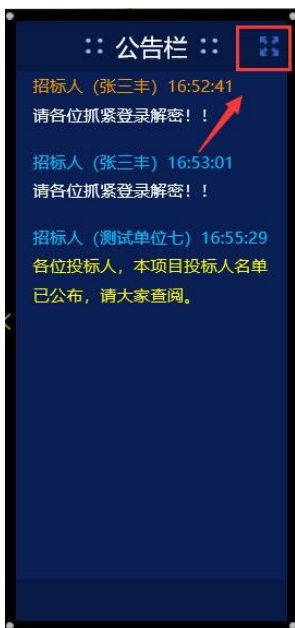 :: 公告栏 ::
招标人（张三丰）16:52:41
请各位抓紧登录解密！！
招标人（张三丰）16:53:01
请各位抓紧登录解密！！
招标人（测试单位七）16:55:29
各位投标人，本项目投标人名单
已公布，请大家查阅。